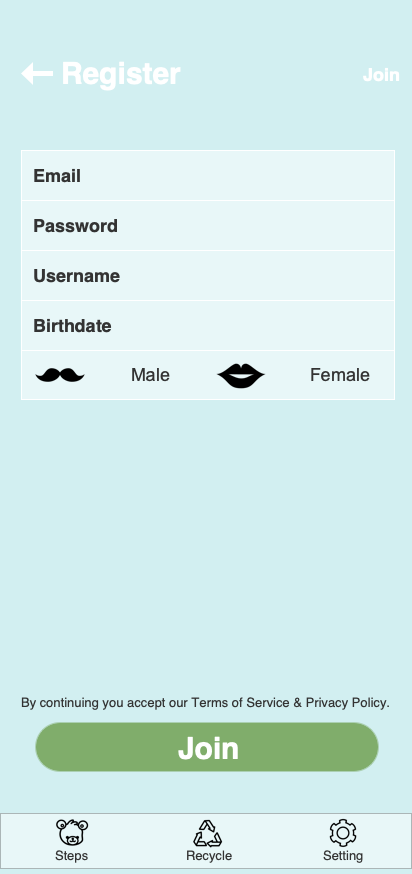 Register
Join
Email
Password
Username
Birthdate
Male Female
By continuing you accept our Terms of Service & Privacy Policy.
Join
Steps Recycle Setting